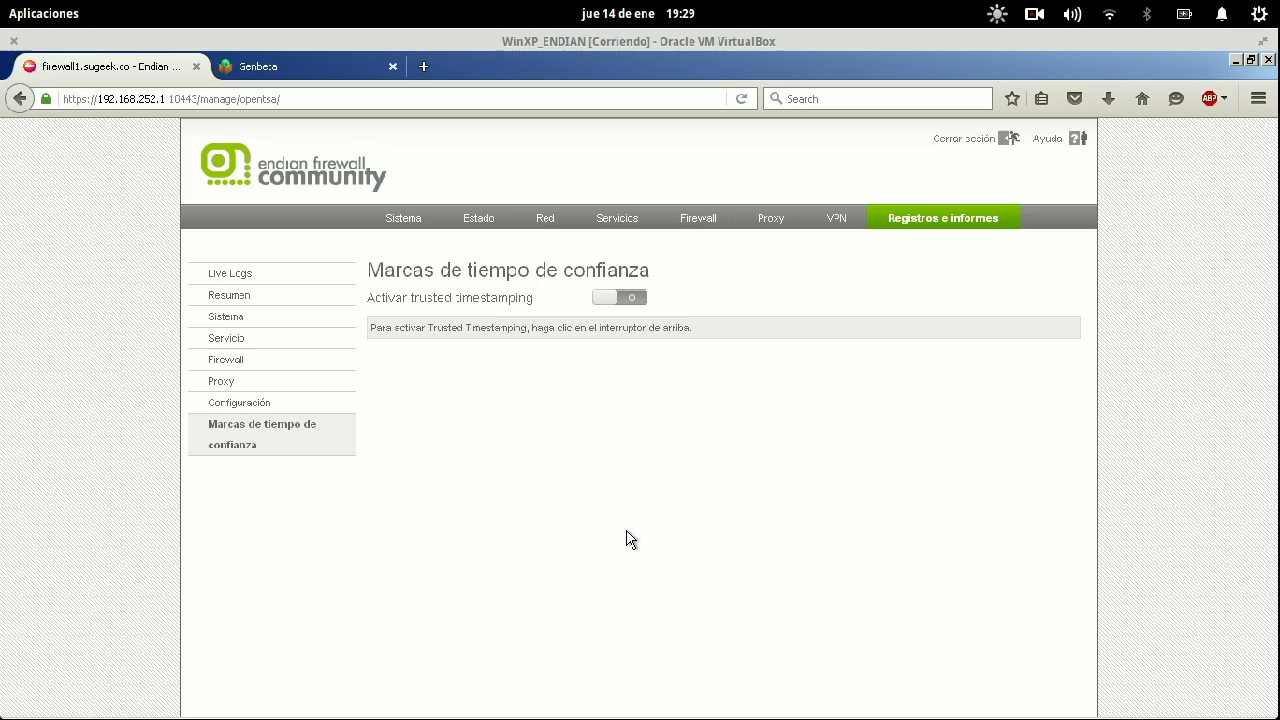 Aplicaciones
jue 14 de ene 19:29
WinXP_ENDIAN [Corriendo] - Oracle VM VirtualBox
firewall1.sugeek.co - Endian ...
Genbeta
https://192.168.252.1:10443/manage/opentsa/
Search
ABP
Cerrar sesión
Ayuda
endian firewall
community
Sistema Estado Red Servicios Firewall Proxy VPN Registros e informes
Live Logs
Resumen
Sistema
Servicio
Firewall
Proxy
Configuración
Marcas de tiempo de
confianza
Marcas de tiempo de confianza
Activar trusted timestamping
Para activar Trusted Timestamping, haga clic en el interruptor de arriba.